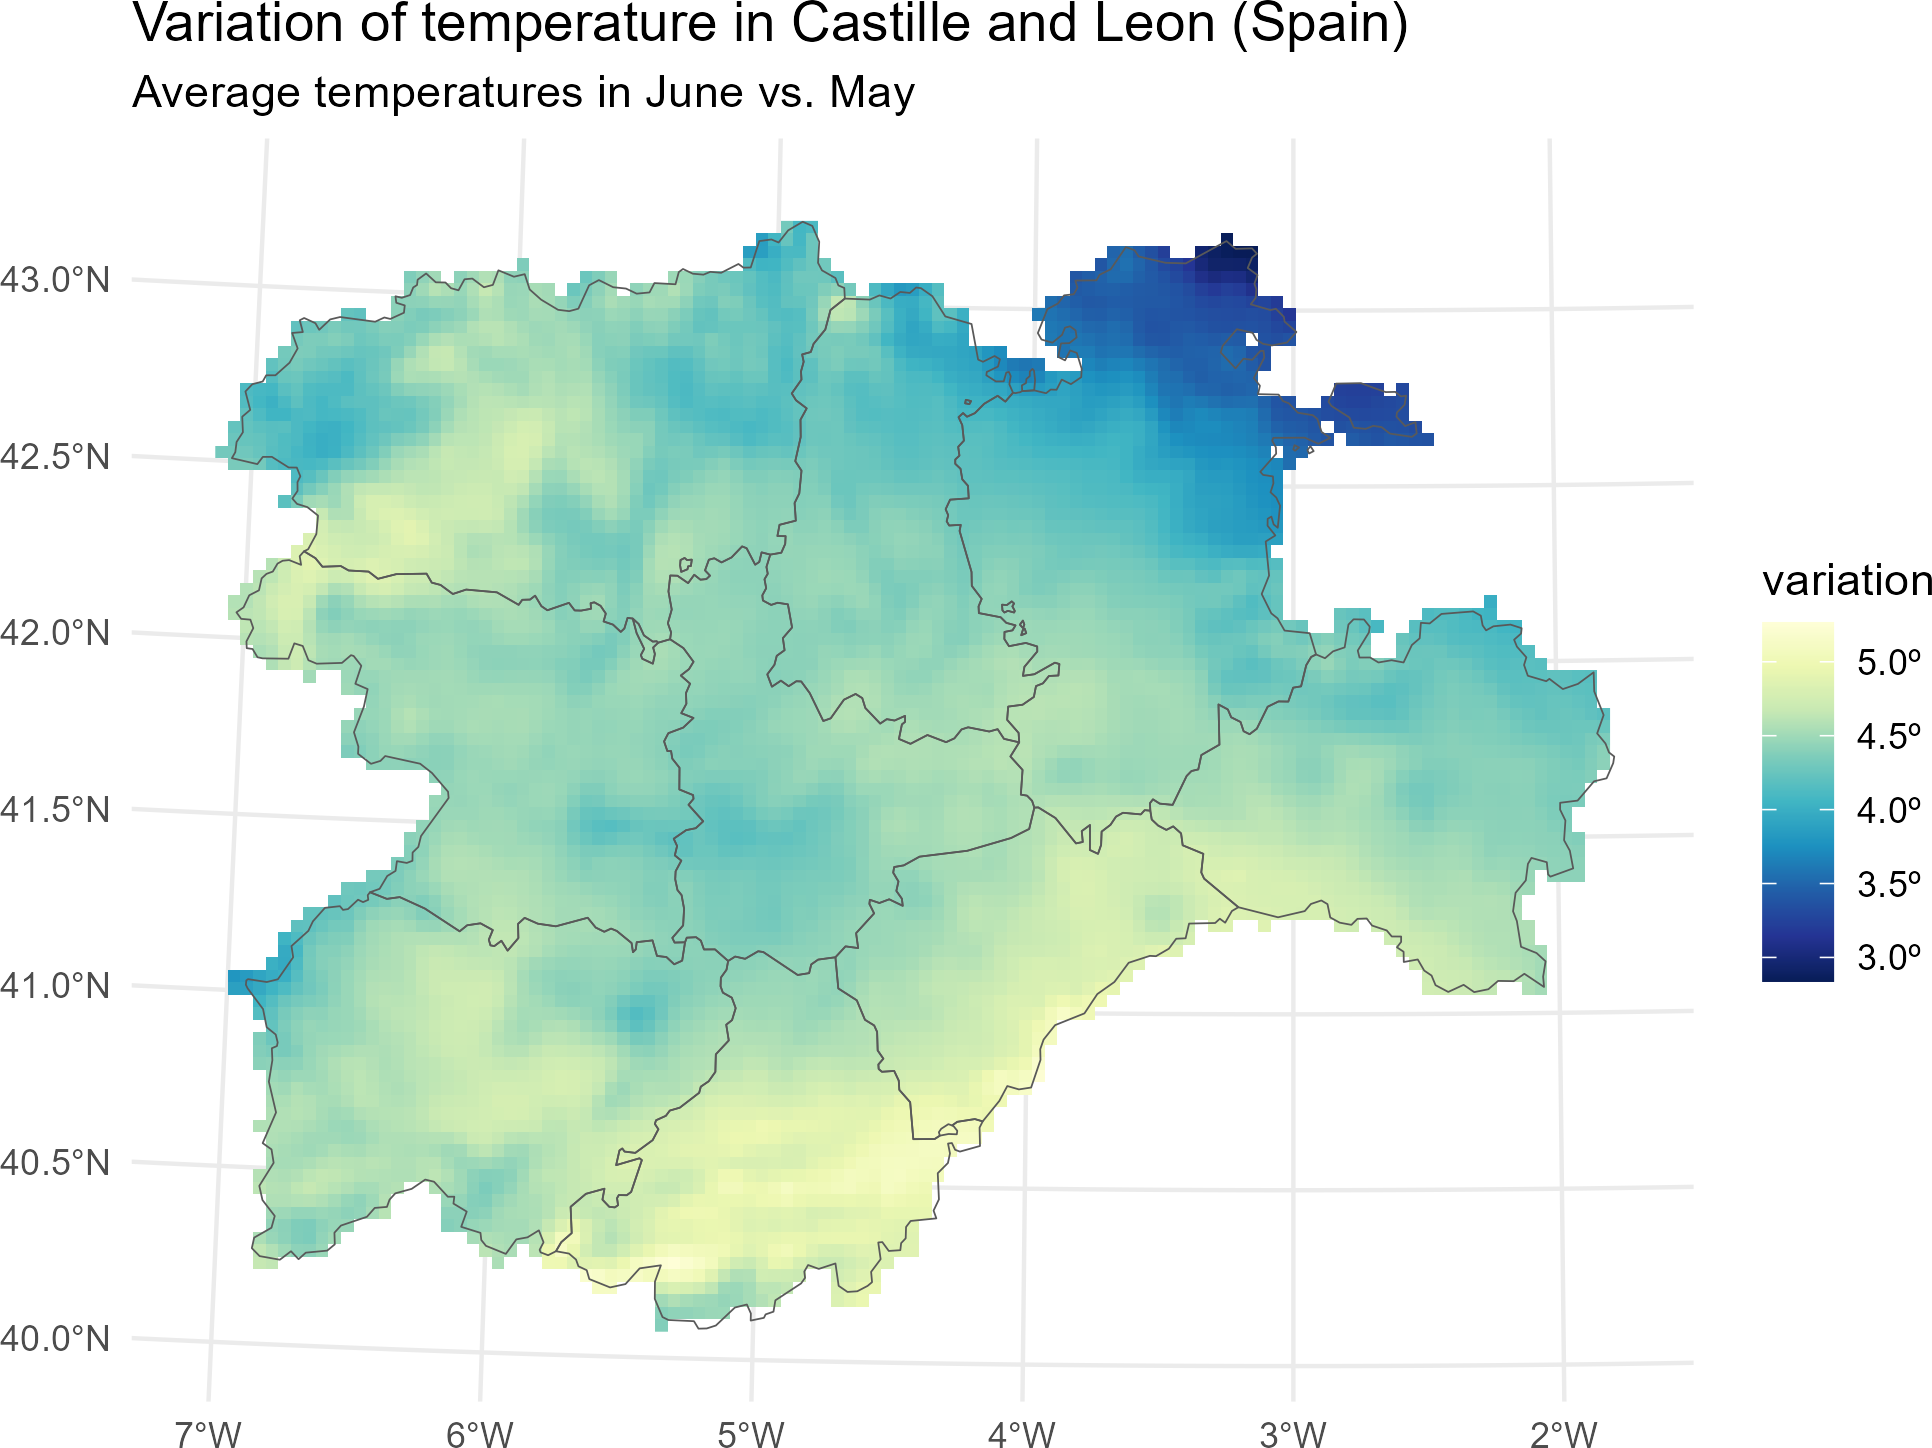 Variation of temperature in Castille and Leon (Spain)
Average temperatures in June vs. May
43.0°N
42.5°N
42.0°N
41.5°N
41.0°N
40.5°N
40.0°N
7°W 6°W 5°W 4°W 3°W 2°W
variation
5.0º
4.5º
4.0º
3.5º
3.0º